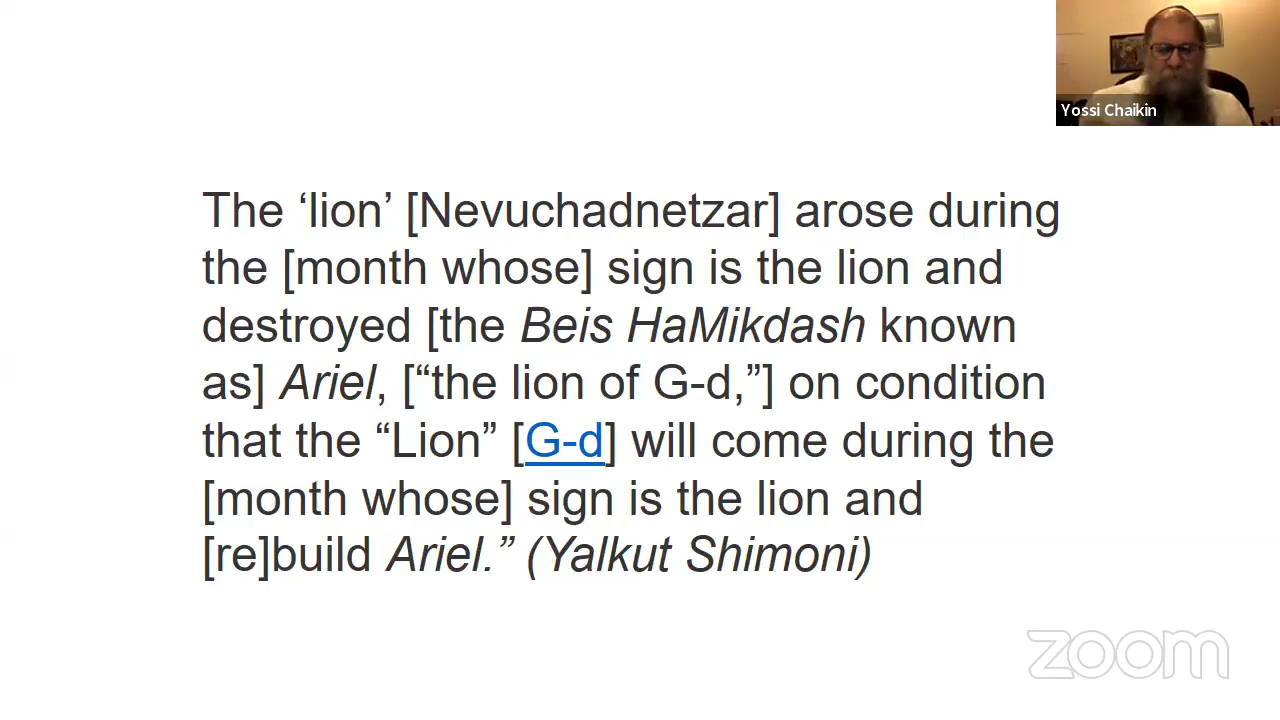 Yossi Chaikin
The ‘lion’ [Nevuchadnetzar] arose during
the [month whose] sign is the lion and
destroyed [the Beis HaMikdash known
as] Ariel, [“the lion of G-d,”] on condition
that the “Lion” [G-d] will come during the
[month whose] sign is the lion and
[re]build Ariel.” (Yalkut Shimoni)
zoom